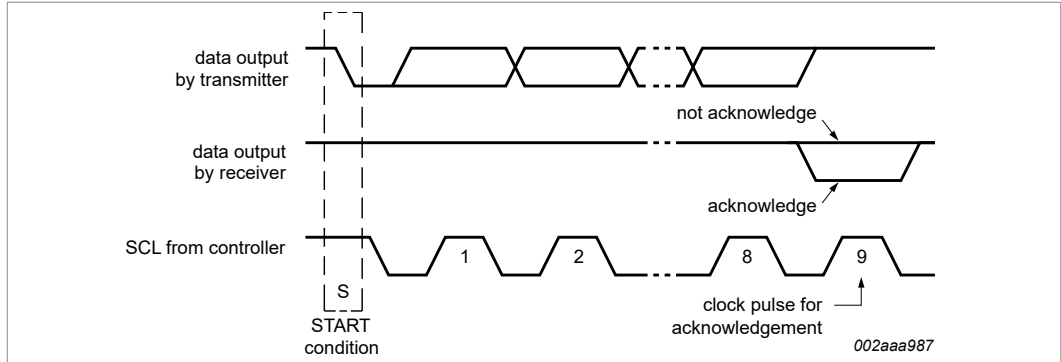 data output
by transmitter
not acknowledge
data output
by receiver
acknowledge
SCL from controller
1
2
8
9
S
START
condition
clock pulse for
acknowledgement
002aaa987